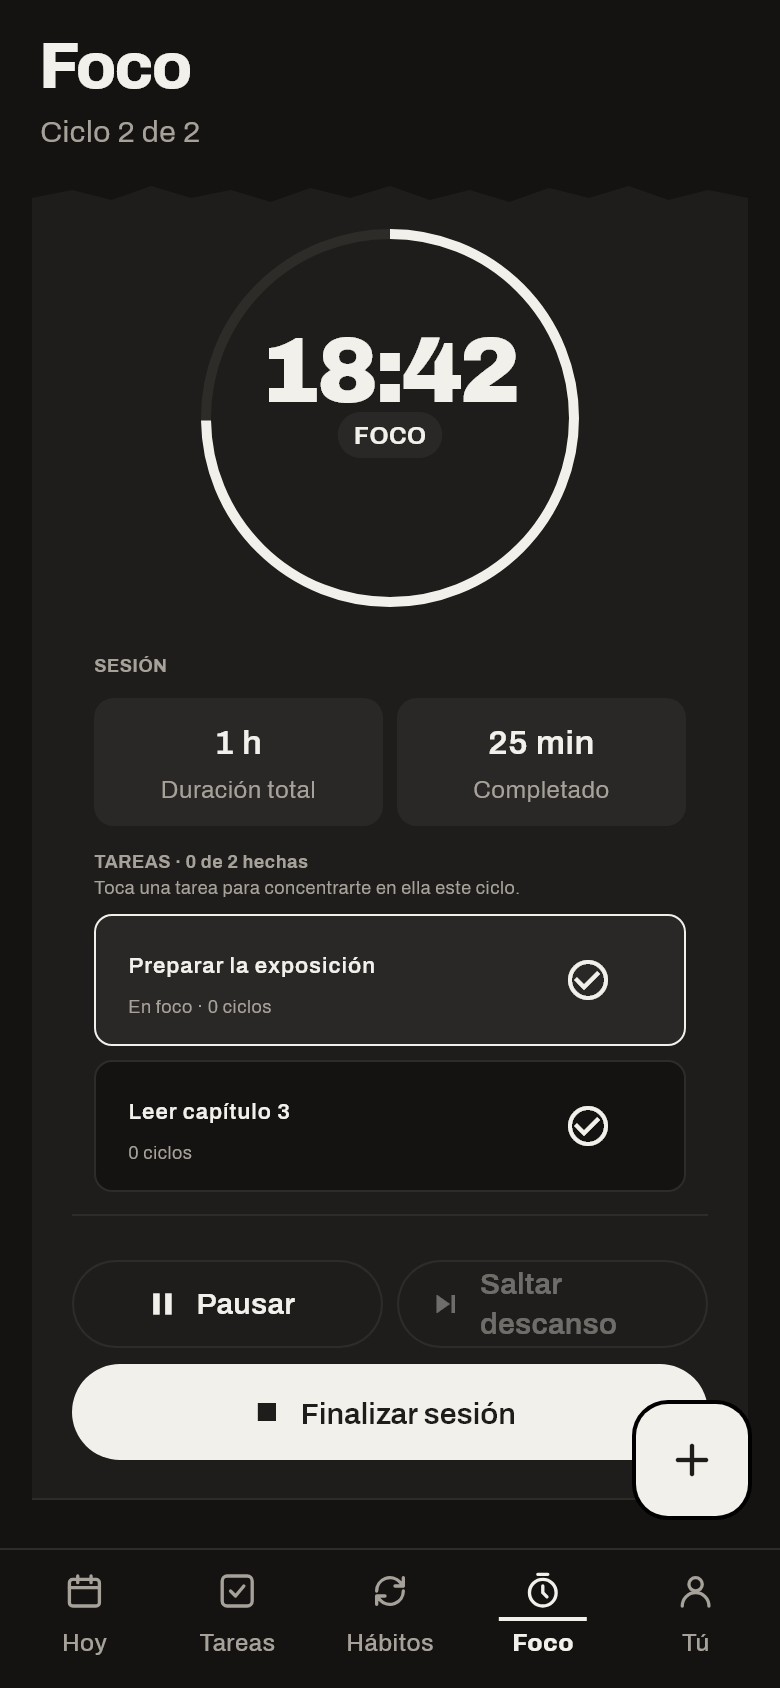 Foco
Ciclo 2 de 2
18:42
FOCO
SESIÓN
1 h
Duración total
25 min
Completado
TAREAS · 0 de 2 hechas
Toca una tarea para concentrarte en ella este ciclo.
Preparar la exposición
En foco · 0 ciclos
Leer capítulo 3
0 ciclos
Pausar
Saltar
descanso
Finalizar sesión
Hoy
Tareas
Hábitos
Foco
Tú